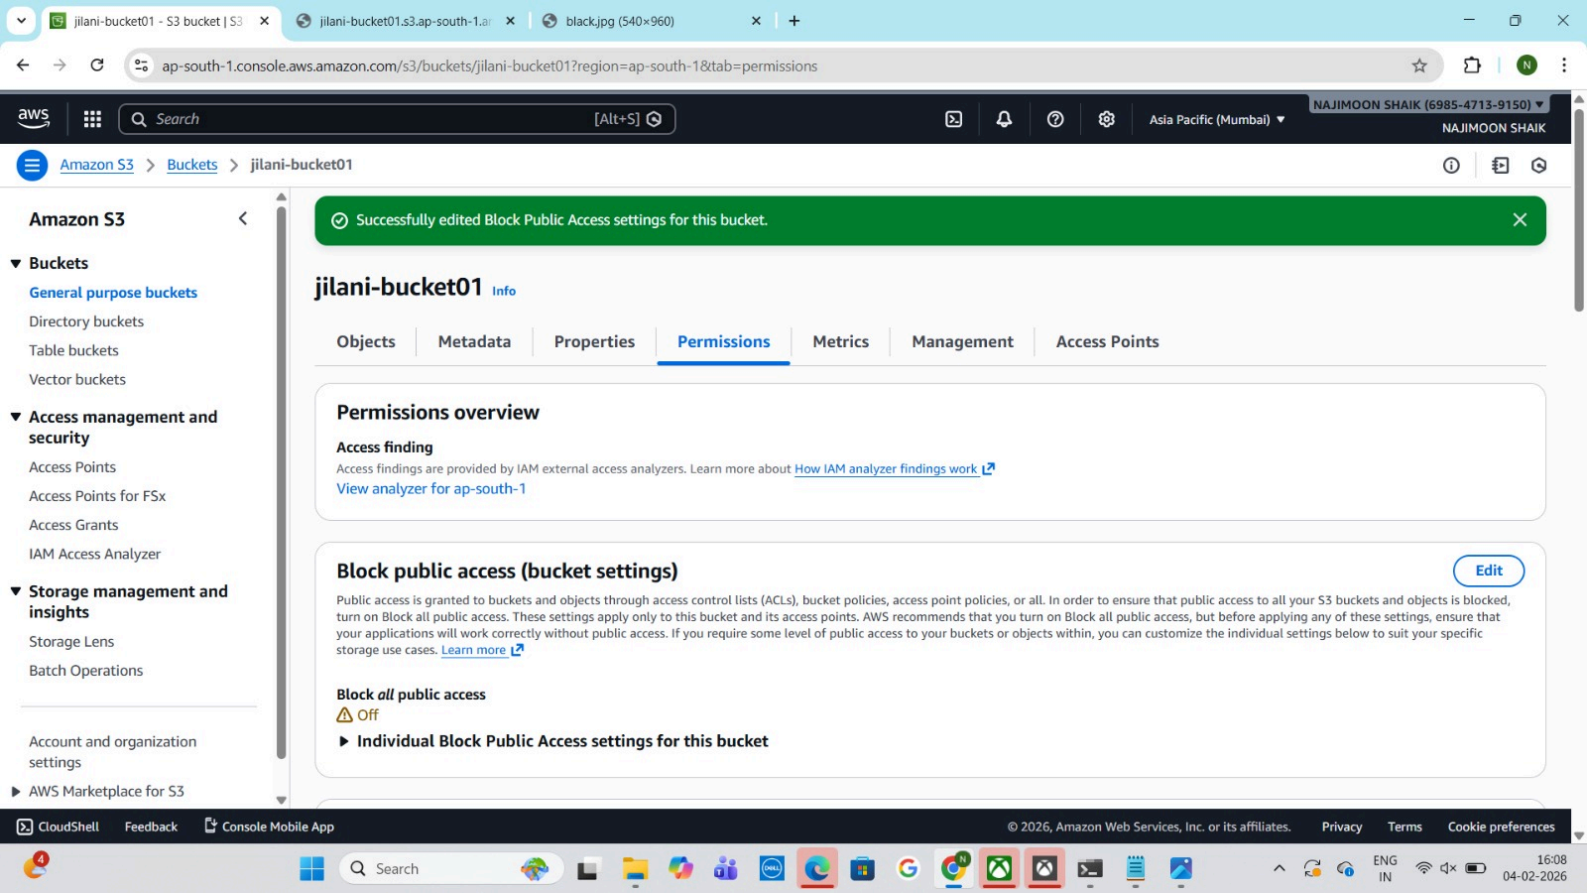 jilani-bucket01 - S3 bucket | S3
jilani-bucket01.s3.ap-south-1.ar
black.jpg (540×960)
ap-south-1.console.aws.amazon.com/s3/buckets/jilani-bucket01?region=ap-south-1&tab=permissions
N
aws
Search
[Alt+S]
Asia Pacific (Mumbai)
NAJIMOON SHAIK (6985-4713-9150)
NAJIMOON SHAIK
Amazon S3 > Buckets > jilani-bucket01
Amazon S3
Buckets
General purpose buckets
Directory buckets
Table buckets
Vector buckets
Access management and
security
Access Points
Access Points for FSx
Access Grants
IAM Access Analyzer
Storage management and
insights
Storage Lens
Batch Operations
Account and organization
settings
AWS Marketplace for S3
Successfully edited Block Public Access settings for this bucket.
jilani-bucket01 Info
Objects
Metadata
Properties
Permissions
Metrics
Management
Access Points
Permissions overview
Access finding
Access findings are provided by IAM external access analyzers. Learn more about How IAM analyzer findings work
View analyzer for ap-south-1
Block public access (bucket settings)
Edit
Public access is granted to buckets and objects through access control lists (ACLs), bucket policies, access point policies, or all. In order to ensure that public access to all your S3 buckets and objects is blocked,
turn on Block all public access. These settings apply only to this bucket and its access points. AWS recommends that you turn on Block all public access, but before applying any of these settings, ensure that
your applications will work correctly without public access. If you require some level of public access to your buckets or objects within, you can customize the individual settings below to suit your specific
storage use cases. Learn more
Block all public access
Off
Individual Block Public Access settings for this bucket
CloudShell
Feedback
Console Mobile App
© 2026, Amazon Web Services, Inc. or its affiliates.
Privacy
Terms
Cookie preferences
4
Search
DELL
G
N
ENG
IN
16:08
04-02-2026